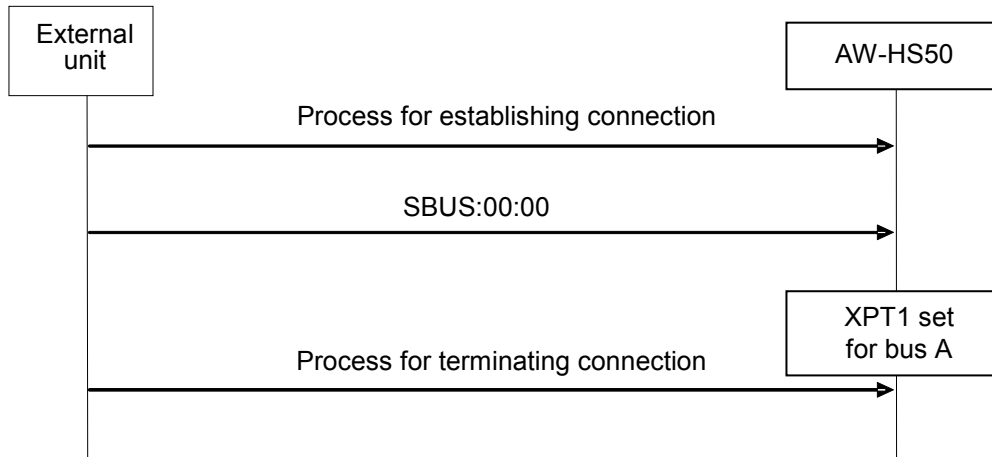 External
unit
AW-HS50
Process for establishing connection
SBUS:00:00
XPT1 set
for bus A
Process for terminating connection